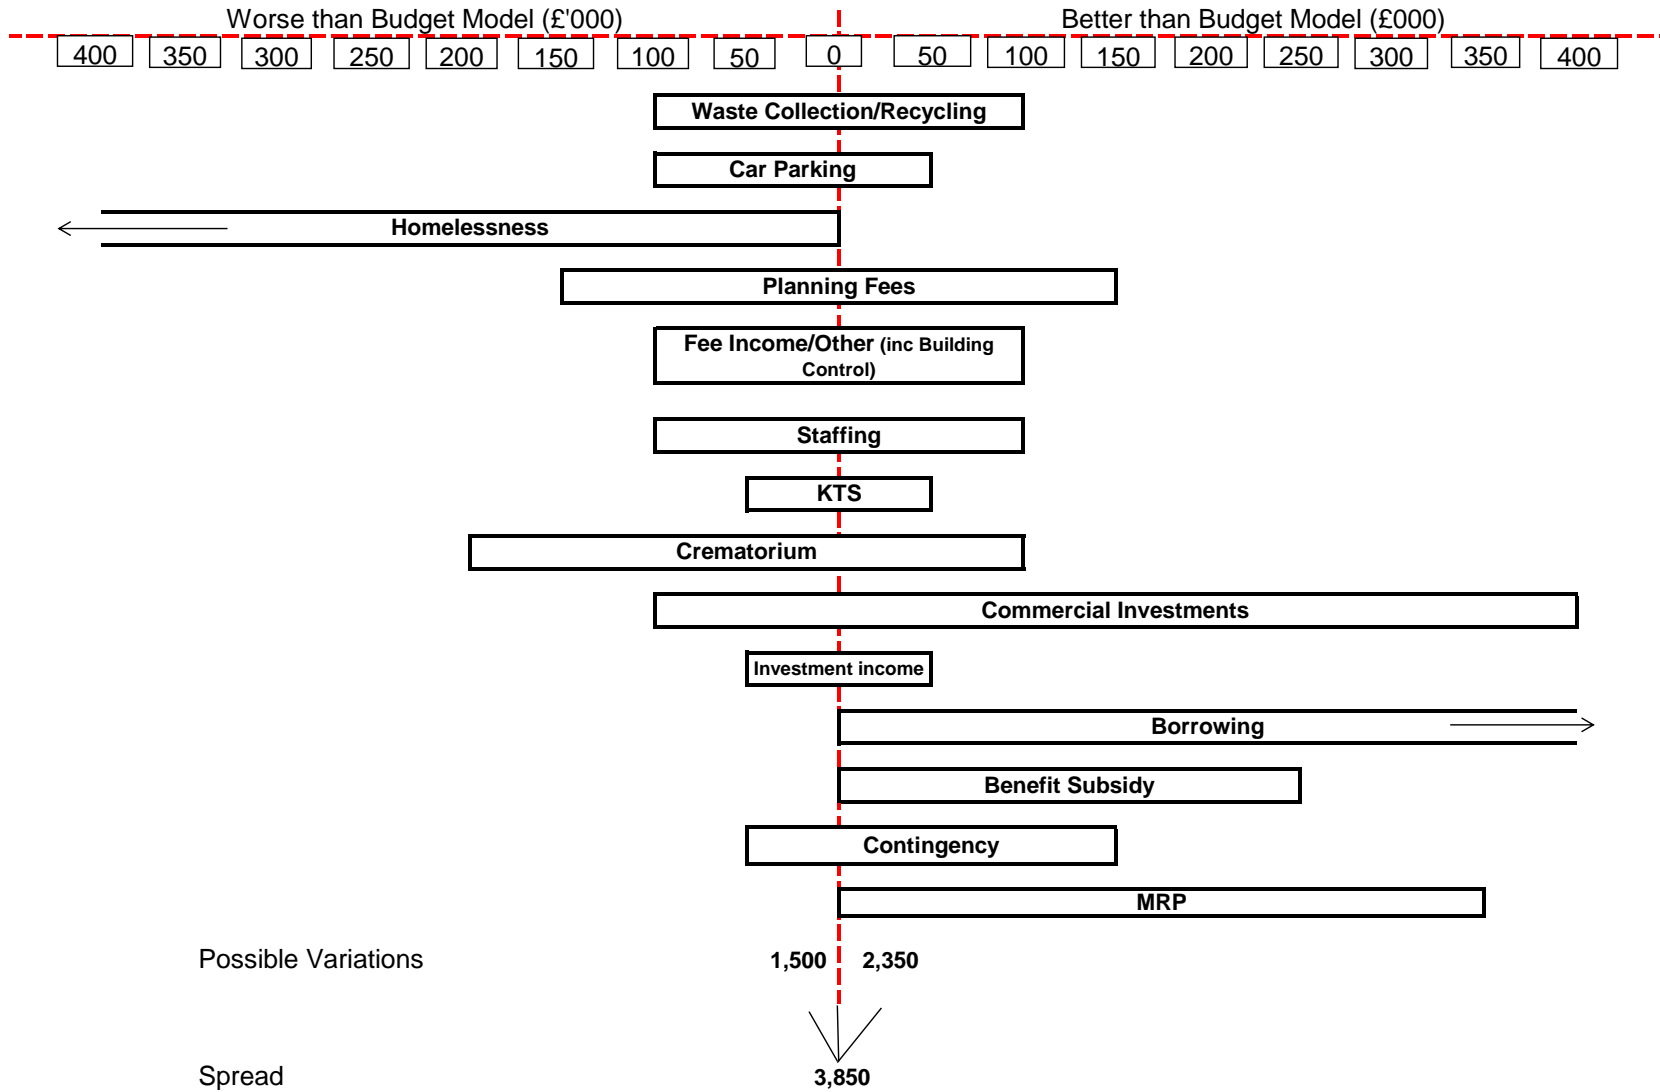 Worse than Budget Model (£'000) Better than Budget Model (£000)
400 350 300 250 200 150 100 50 0 50 100 150 200 250 300 350 400
Waste Collection/Recycling
Car Parking
Homelessness
Planning Fees
Fee Income/Other (inc Building
Control)
Staffing
KTS
Crematorium
Commercial Investments
Investment income
Borrowing
Benefit Subsidy
Contingency
MRP
Possible Variations 1,500 2,350
Spread 3,850